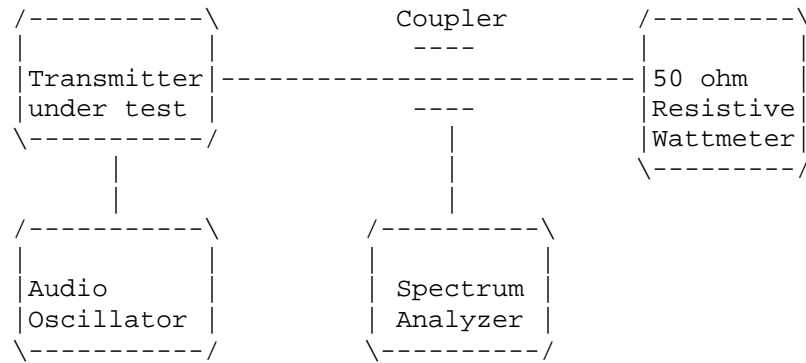 Coupler
Transmitter
under test
50 ohm
Resistive
Wattmeter
Audio
Oscillator
Spectrum
Analyzer